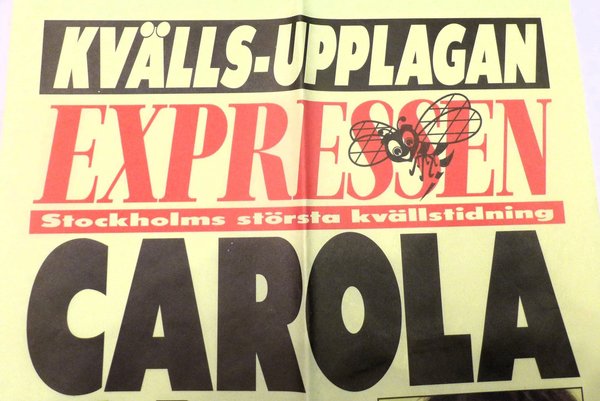 KVÄLLS-UPPLAGAN
EXPRESSEN
Stockholms största kvällstidning
CAROLA